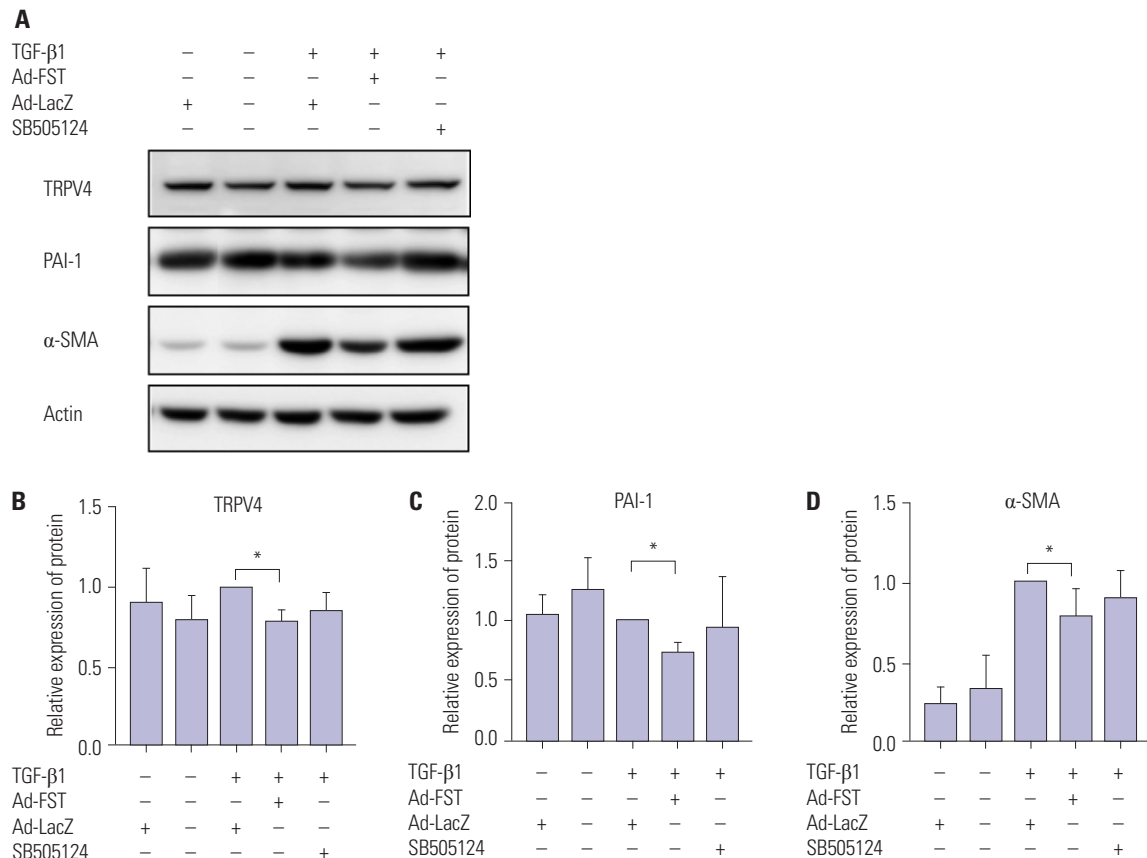 A
TGF-β1 – – + + +
Ad-FST – – – + –
Ad-LacZ + – + – –
SB505124 – – – – +
TRPV4
PAI-1
α-SMA
Actin
B
TRPV4
Relative expression of protein
1.5
1.0
0.5
0.0
*
TGF-β1 – – + + +
Ad-FST – – – + –
Ad-LacZ + – + – –
SB505124 – – – – +
C
PAI-1
Relative expression of protein
2.0
1.5
1.0
0.5
0.0
*
TGF-β1 – – + + +
Ad-FST – – – + –
Ad-LacZ + – + – –
SB505124 – – – – +
D
α-SMA
Relative expression of protein
1.5
1.0
0.5
0.0
*
TGF-β1 – – + + +
Ad-FST – – – + –
Ad-LacZ + – + – –
SB505124 – – – – +